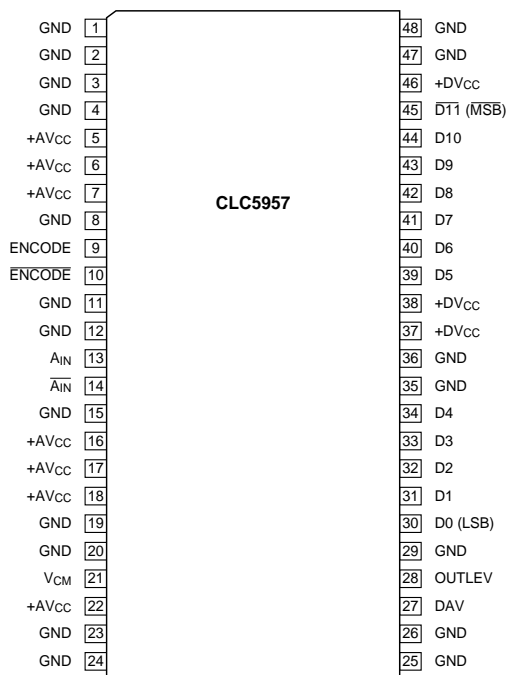 GND 1 48 GND
GND 2 47 GND
GND 3 46 +DVCC
GND 4 45 D̅1̅1̅ (M̅S̅B̅)
+AVCC 5 44 D10
+AVCC 6 43 D9
+AVCC 7 42 D8
CLC5957
GND 8 41 D7
ENCODE 9 40 D6
E̅N̅C̅O̅D̅E̅ 10 39 D5
GND 11 38 +DVCC
GND 12 37 +DVCC
AIN 13 36 GND
A̅I̅N̅ 14 35 GND
GND 15 34 D4
+AVCC 16 33 D3
+AVCC 17 32 D2
+AVCC 18 31 D1
GND 19 30 D0 (LSB)
GND 20 29 GND
VCM 21 28 OUTLEV
+AVCC 22 27 DAV
GND 23 26 GND
GND 24 25 GND